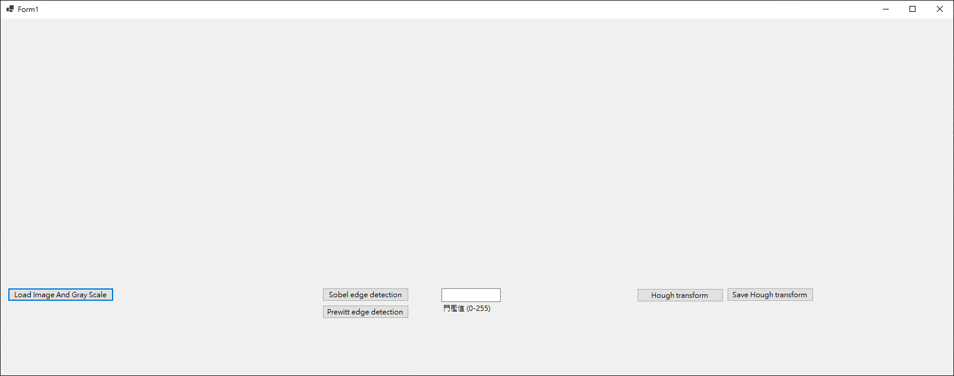 Form1
Load Image And Gray Scale
Sobel edge detection
Prewitt edge detection
門檻值 (0-255)
Hough transform
Save Hough transform